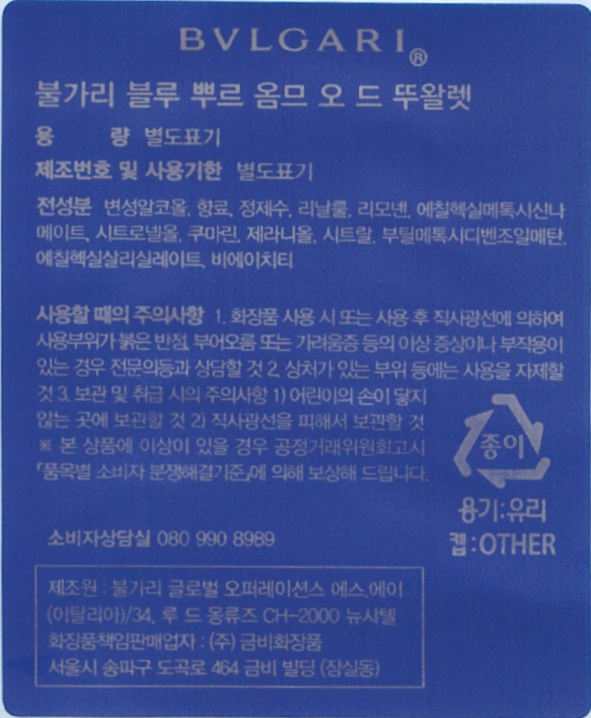 BVLGARI®
불가리 블루 뿌르 옴므 오 드 뚜왈렛
용 량 별도표기
제조번호 및 사용기한 별도표기
전성분 변성알코올, 향료, 정제수, 리날룰, 리모넨, 에칠헥실메톡시신나
메이트, 시트로넬올, 쿠마린, 제라니올, 시트랄, 부틸메톡시디벤조일메탄,
에칠헥실살리실레이트, 비에이치티
사용할 때의 주의사항 1. 화장품 사용 시 또는 사용 후 직사광선에 의하여
사용부위가 붉은 반점, 부어오름 또는 가려움증 등의 이상 증상이나 부작용이
있는 경우 전문의등과 상담할 것 2. 상처가 있는 부위 등에는 사용을 자제할
것 3. 보관 및 취급 시의 주의사항 1) 어린이의 손이 닿지
않는 곳에 보관할 것 2) 직사광선을 피해서 보관할 것
※ 본 상품에 이상이 있을 경우 공정거래위원회고시
「품목별 소비자 분쟁해결기준」에 의해 보상해 드립니다.
종이
용기:유리
캡:OTHER
소비자상담실 080 990 8989
제조원 : 불가리 글로벌 오퍼레이션스 에스.에이
(이탈리아)/34, 루 드 몽류즈 CH-2000 뉴샤텔
화장품책임판매업자 : (주) 금비화장품
서울시 송파구 도곡로 464 금비 빌딩 (잠실동)